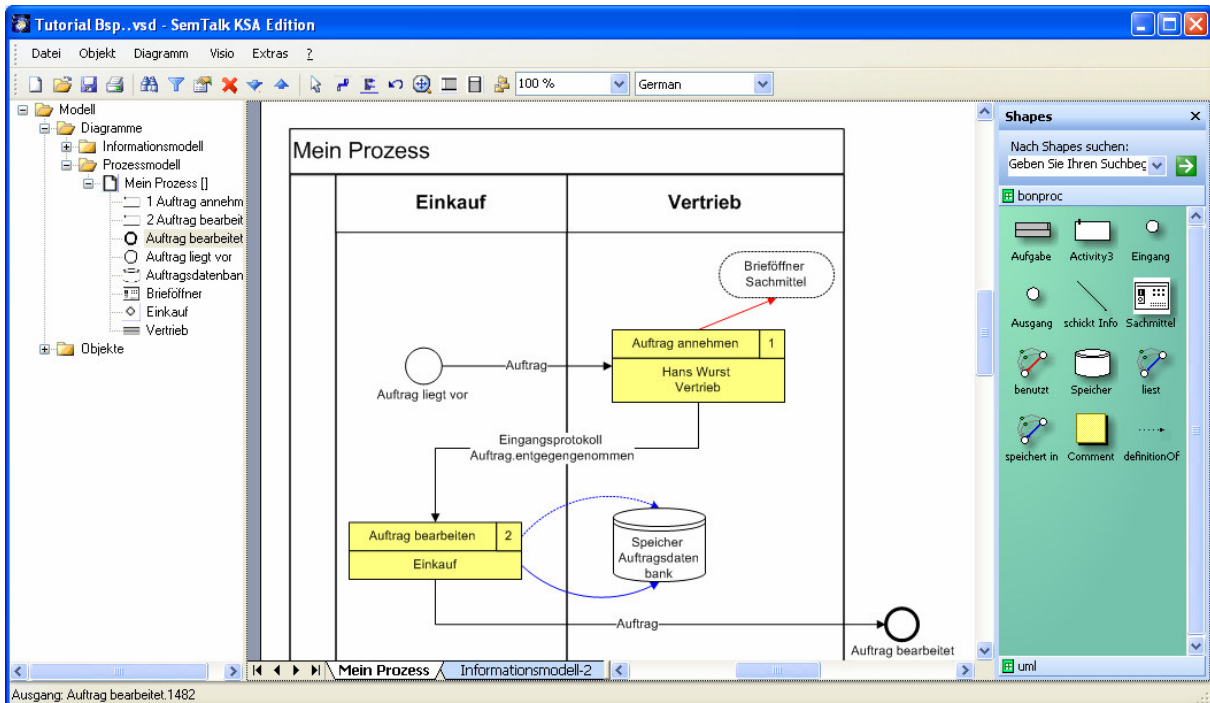 Tutorial Bsp..vsd - SemTalk KSA Edition
Datei Objekt Diagramm Visio Extras ?
100 % German
Modell
Diagramme
Informationsmodell
Prozessmodell
Mein Prozess []
1 Auftrag annehm
2 Auftrag bearbeit
Auftrag bearbeitet
Auftrag liegt vor
Auftragsdatenban
Brieföffner
Einkauf
Vertrieb
Objekte
Mein Prozess
Einkauf Vertrieb
Brieföffner
Sachmittel
Auftrag annehmen 1
Hans Wurst
Vertrieb
Auftrag
Auftrag liegt vor
Eingangsprotokoll
Auftrag.entgegengenommen
Auftrag bearbeiten 2
Einkauf
Speicher
Auftragsdaten
bank
Auftrag
Auftrag bearbeitet
Mein Prozess Informationsmodell-2
Shapes x
Nach Shapes suchen:
Geben Sie Ihren Suchbeg
bonproc
Aufgabe Activity3 Eingang
Ausgang schickt Info Sachmittel
benutzt Speicher liest
speichert in Comment definitionOf
uml
Ausgang: Auftrag bearbeitet.1482